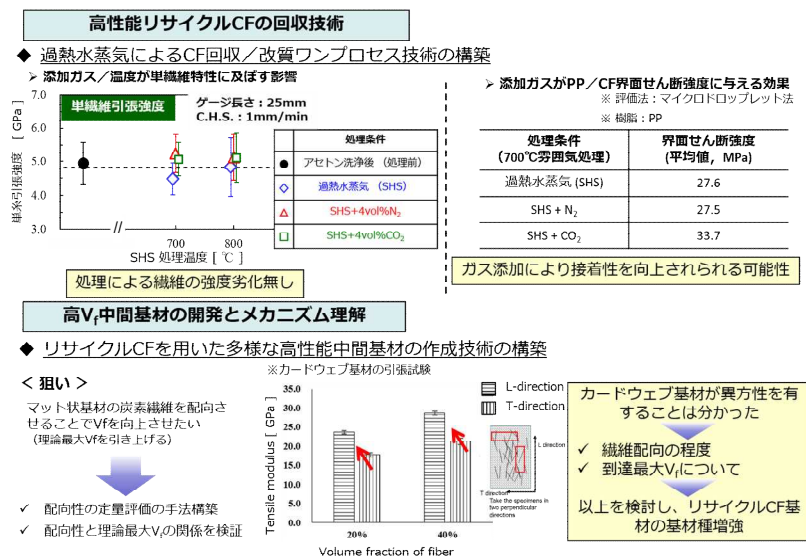 高性能リサイクルCFの回収技術
◆ 過熱水蒸気によるCF回収／改質ワンプロセス技術の構築
➢ 添加ガス／温度が単繊維特性に及ぼす影響
7.0
6.0
5.0
4.0
3.0
単糸引張強度 [ GPa ]
単繊維引張強度
ゲージ長さ：25mm
C.H.S.：1mm/min
//
700
800
SHS 処理温度 [ ℃ ]
処理条件
アセトン洗浄後 （処理前）
過熱水蒸気 （SHS）
SHS+4vol%N₂
SHS+4vol%CO₂
処理による繊維の強度劣化無し
➢ 添加ガスがPP／CF界面せん断強度に与える効果
※ 評価法：マイクロドロップレット法
※ 樹脂：PP
処理条件
（700℃雰囲気処理）
界面せん断強度
（平均値，MPa）
過熱水蒸気 (SHS) 27.6
SHS + N₂ 27.5
SHS + CO₂ 33.7
ガス添加により接着性を向上されられる可能性
高Vf中間基材の開発とメカニズム理解
◆ リサイクルCFを用いた多様な高性能中間基材の作成技術の構築
＜ 狙い ＞
マット状基材の炭素繊維を配向さ
せることでVfを向上させたい
（理論最大Vfを引き上げる）
✓ 配向性の定量評価の手法構築
✓ 配向性と理論最大Vfの関係を検証
※カードウェブ基材の引張試験
Tensile modulus [ GPa ]
35.0
30.0
25.0
20.0
15.0
10.0
5.0
0.0
20%
40%
Volume fraction of fiber
L-direction
T-direction
L direction
T direction
Take the specimens in
two perpendicular
directions
カードウェブ基材が異方性を有
することは分かった
✓ 繊維配向の程度
✓ 到達最大Vfについて
以上を検討し、リサイクルCF基
材の基材種増強